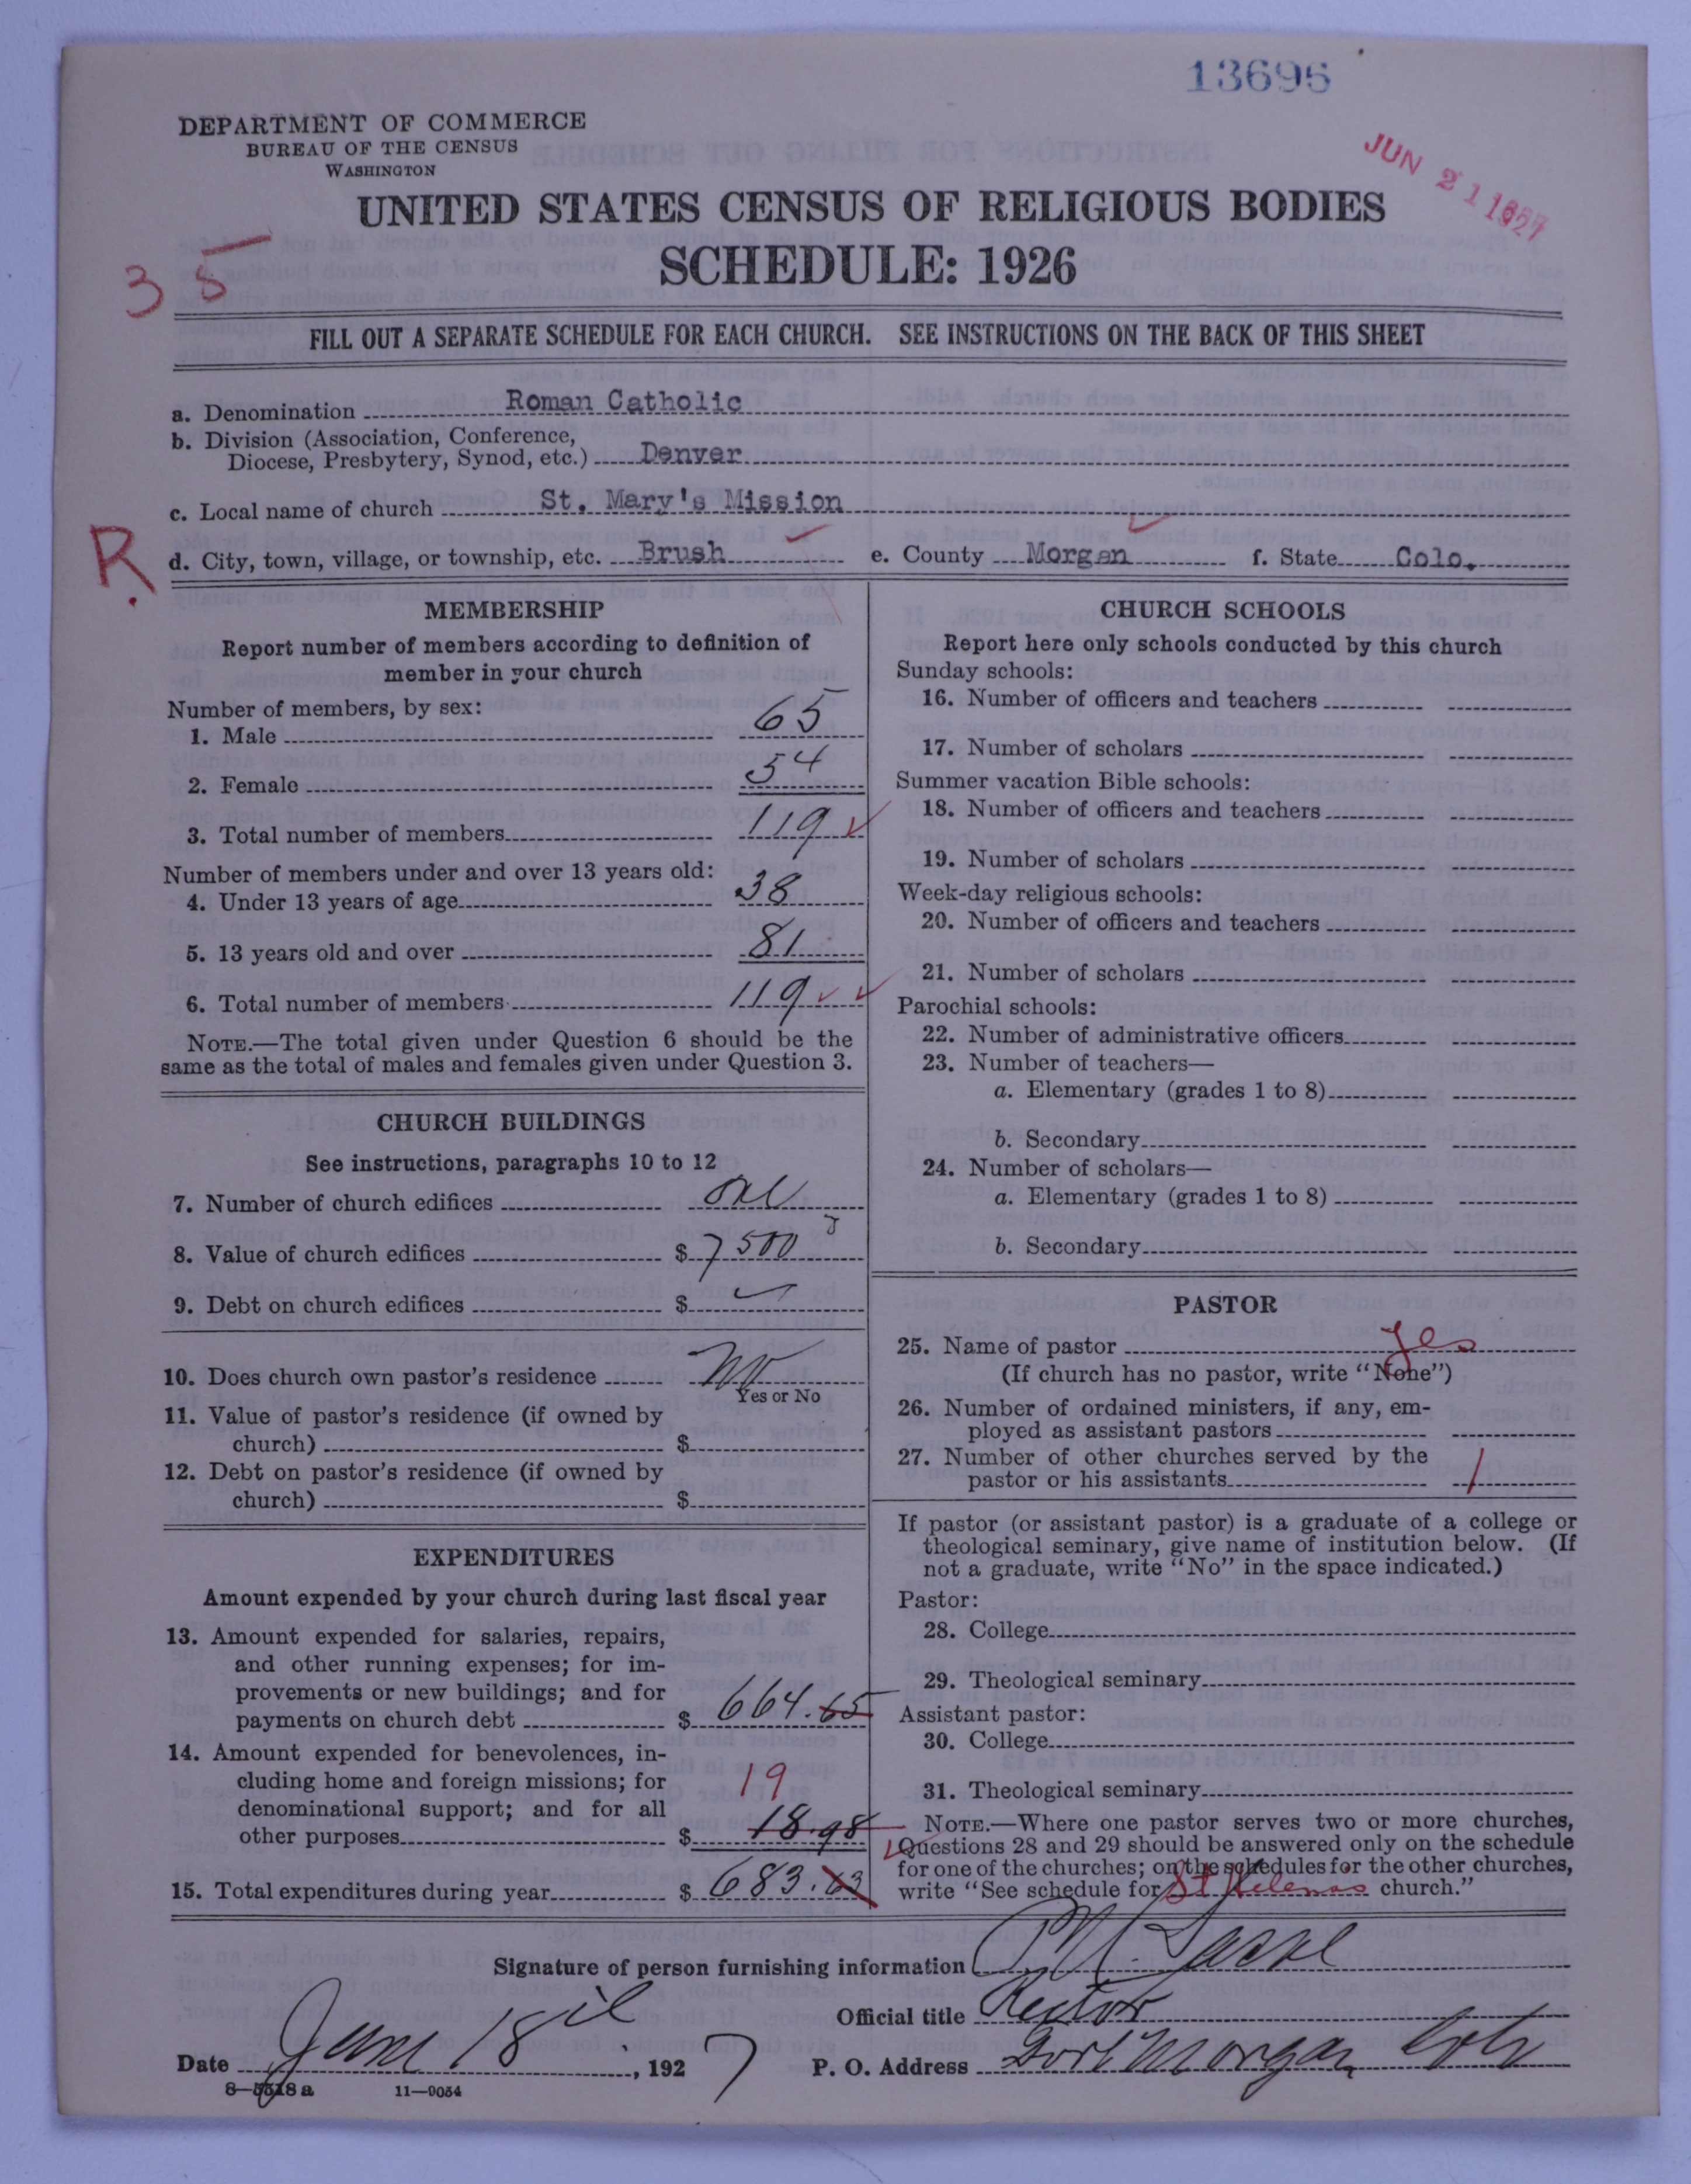 13695
DEPARTMENT OF COMMERCE
BUREAU OF THE CENSUS
WASHINGTON
JUN 21 1927
UNITED STATES CENSUS OF RELIGIOUS BODIES
SCHEDULE: 1926
35
FILL OUT A SEPARATE SCHEDULE FOR EACH CHURCH. SEE INSTRUCTIONS ON THE BACK OF THIS SHEET
a. Denomination Roman Catholic
b. Division (Association, Conference,
Diocese, Presbytery, Synod, etc.) Denver
c. Local name of church St. Mary's Mission
R.
d. City, town, village, or township, etc. Brush e. County Morgan f. State Colo.
MEMBERSHIP
Report number of members according to definition of
member in your church
Number of members, by sex:
1. Male 65
2. Female 54
3. Total number of members 119
Number of members under and over 13 years old:
4. Under 13 years of age 38
5. 13 years old and over 81
6. Total number of members 119
NOTE.—The total given under Question 6 should be the
same as the total of males and females given under Question 3.
CHURCH BUILDINGS
See instructions, paragraphs 10 to 12
7. Number of church edifices one
8. Value of church edifices $ 7500
9. Debt on church edifices $
10. Does church own pastor's residence No
Yes or No
11. Value of pastor's residence (if owned by
church) $
12. Debt on pastor's residence (if owned by
church) $
EXPENDITURES
Amount expended by your church during last fiscal year
13. Amount expended for salaries, repairs,
and other running expenses; for im-
provements or new buildings; and for
payments on church debt $ 664.65
14. Amount expended for benevolences, in-
cluding home and foreign missions; for 19
denominational support; and for all
other purposes $ 18.98
15. Total expenditures during year $ 683.63
CHURCH SCHOOLS
Report here only schools conducted by this church
Sunday schools:
16. Number of officers and teachers
17. Number of scholars
Summer vacation Bible schools:
18. Number of officers and teachers
19. Number of scholars
Week-day religious schools:
20. Number of officers and teachers
21. Number of scholars
Parochial schools:
22. Number of administrative officers
23. Number of teachers—
a. Elementary (grades 1 to 8)
b. Secondary
24. Number of scholars—
a. Elementary (grades 1 to 8)
b. Secondary
PASTOR
25. Name of pastor Yes
(If church has no pastor, write "None")
26. Number of ordained ministers, if any, em-
ployed as assistant pastors
27. Number of other churches served by the
pastor or his assistants 1
If pastor (or assistant pastor) is a graduate of a college or
theological seminary, give name of institution below. (If
not a graduate, write "No" in the space indicated.)
Pastor:
28. College
29. Theological seminary
Assistant pastor:
30. College
31. Theological seminary
NOTE.—Where one pastor serves two or more churches,
Questions 28 and 29 should be answered only on the schedule
for one of the churches; on the schedules for the other churches,
write "See schedule for St Helenas church."
Signature of person furnishing information
Official title Rector
Date June 18, 1927 P. O. Address Fort Morgan Colo
8—5518 a 11—9034